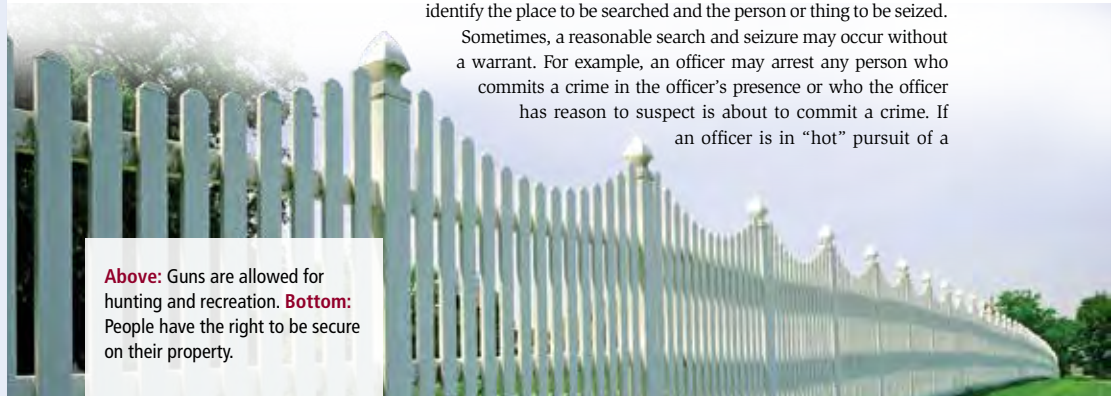 identify the place to be searched and the person or thing to be seized.
Sometimes, a reasonable search and seizure may occur without
a warrant. For example, an officer may arrest any person who
commits a crime in the officer’s presence or who the officer
has reason to suspect is about to commit a crime. If
an officer is in “hot” pursuit of a
Above: Guns are allowed for
hunting and recreation. Bottom:
People have the right to be secure
on their property.